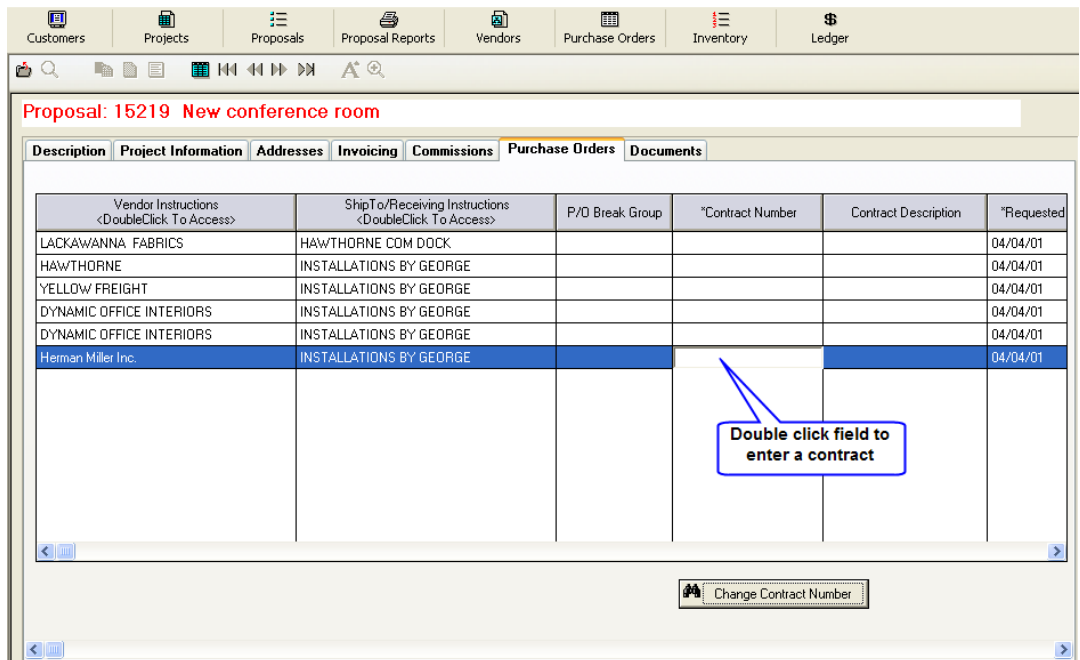 Customers Projects Proposals Proposal Reports Vendors Purchase Orders Inventory Ledger
Proposal: 15219 New conference room
Description Project Information Addresses Invoicing Commissions Purchase Orders Documents
Vendor Instructions ShipTo/Receiving Instructions P/O Break Group *Contract Number Contract Description *Requested
<DoubleClick To Access> <DoubleClick To Access>
LACKAWANNA FABRICS HAWTHORNE COM DOCK 04/04/01
HAWTHORNE INSTALLATIONS BY GEORGE 04/04/01
YELLOW FREIGHT INSTALLATIONS BY GEORGE 04/04/01
DYNAMIC OFFICE INTERIORS INSTALLATIONS BY GEORGE 04/04/01
DYNAMIC OFFICE INTERIORS INSTALLATIONS BY GEORGE 04/04/01
Herman Miller Inc. INSTALLATIONS BY GEORGE 04/04/01
Double click field to
enter a contract
Change Contract Number